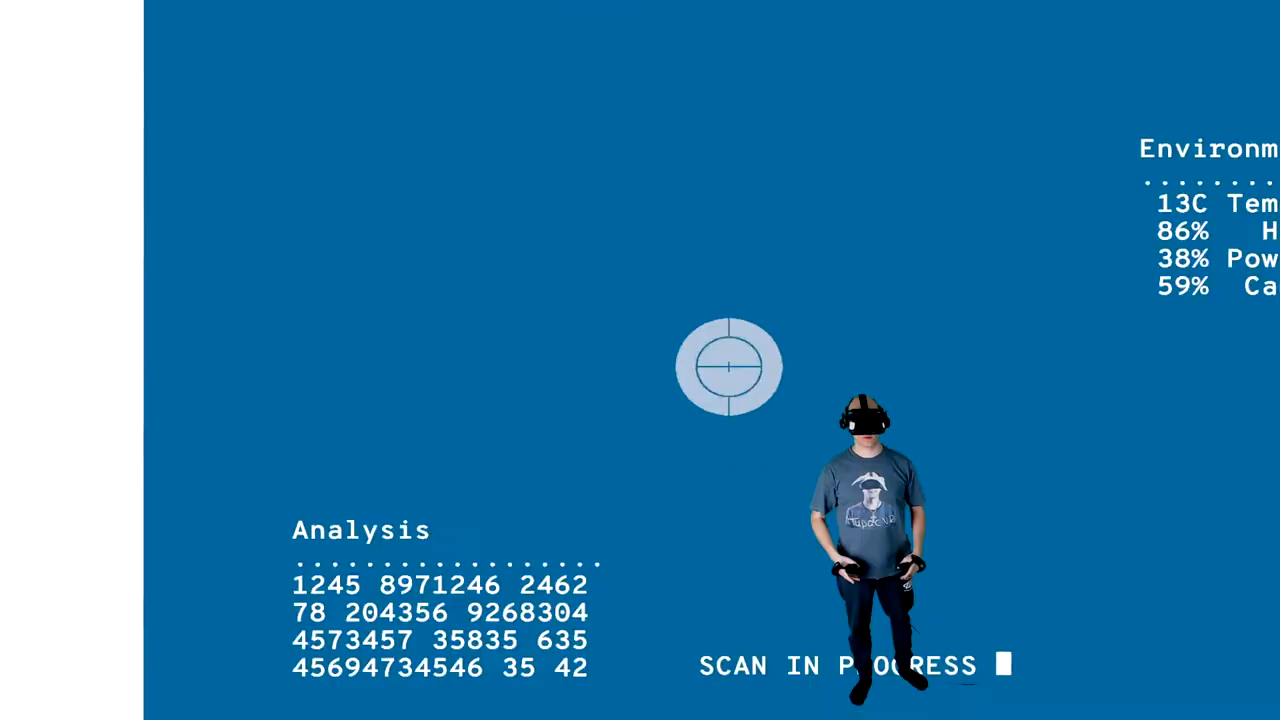 Environm
13C Tem
86% H
38% Pow
59% Ca
Analysis
1245 8971246 2462
78 204356 9268304
4573457 35835 635
45694734546 35 42
SCAN IN PROGRESS
TupacVR